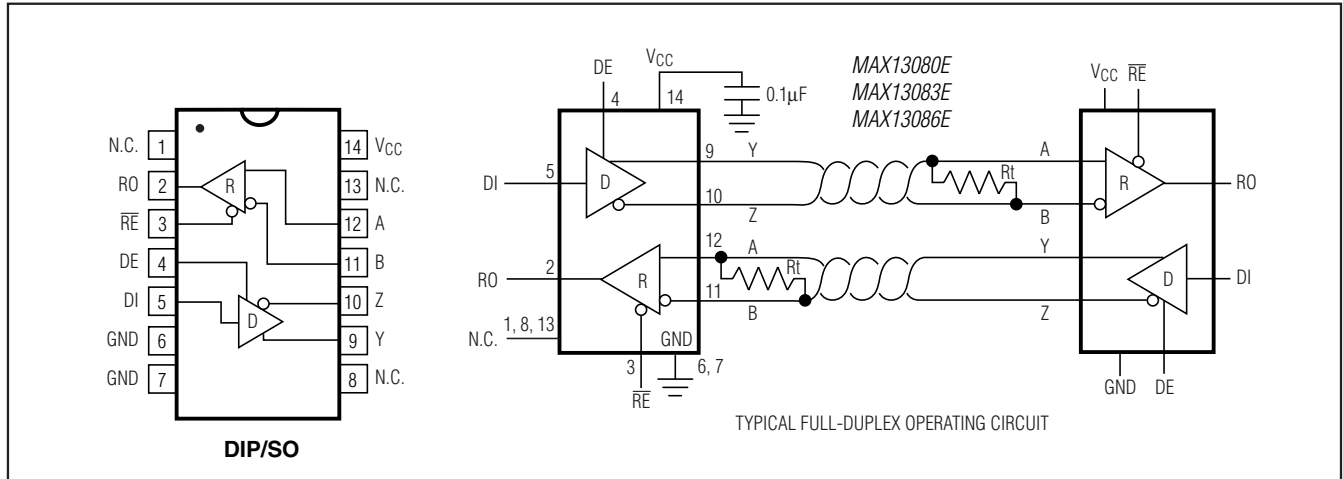 N.C. 1
RO 2
RE 3
DE 4
DI 5
GND 6
GND 7
14 VCC
13 N.C.
12 A
11 B
10 Z
9 Y
8 N.C.
R
D
DIP/SO
DE
4
VCC
14
0.1µF
MAX13080E
MAX13083E
MAX13086E
VCC RE
DI 5
D
9 Y
10
Z
Rt
A
B
R
RO
RO 2
R
12 A
11
B
Rt
Y
Z
D
DI
N.C. 1, 8, 13
3
RE
GND
6, 7
GND DE
TYPICAL FULL-DUPLEX OPERATING CIRCUIT